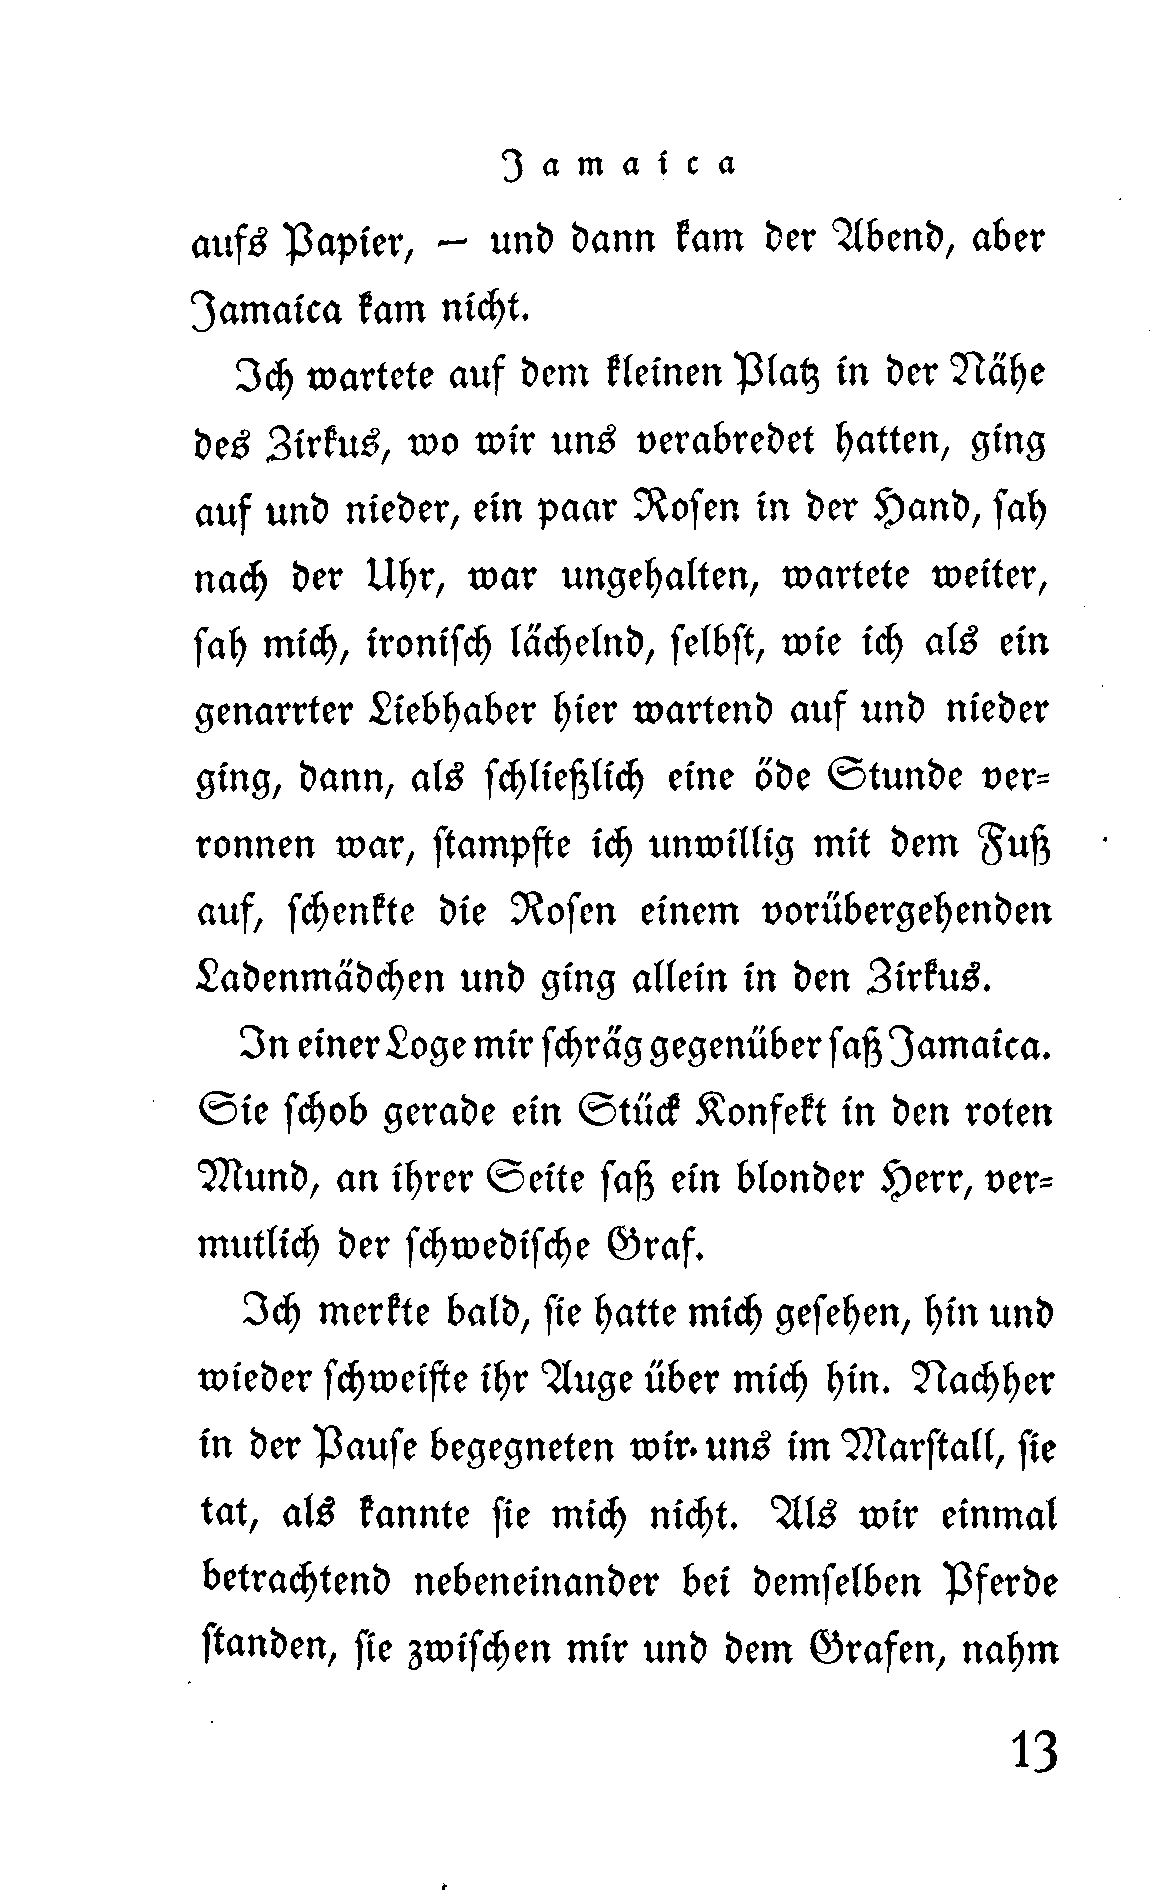 Jamaica
aufs Papier, — und dann kam der Abend, aber
Jamaica kam nicht.
Ich wartete auf dem kleinen Platz in der Nähe
des Zirkus, wo wir uns verabredet hatten, ging
auf und nieder, ein paar Rosen in der Hand, sah
nach der Uhr, war ungehalten, wartete weiter,
sah mich, ironisch lächelnd, selbst, wie ich als ein
genarrter Liebhaber hier wartend auf und nieder
ging, dann, als schließlich eine öde Stunde ver-
ronnen war, stampfte ich unwillig mit dem Fuß
auf, schenkte die Rosen einem vorübergehenden
Ladenmädchen und ging allein in den Zirkus.
In einer Loge mir schräg gegenüber saß Jamaica.
Sie schob gerade ein Stück Konfekt in den roten
Mund, an ihrer Seite saß ein blonder Herr, ver-
mutlich der schwedische Graf.
Ich merkte bald, sie hatte mich gesehen, hin und
wieder schweifte ihr Auge über mich hin. Nachher
in der Pause begegneten wir uns im Marstall, sie
tat, als kannte sie mich nicht. Als wir einmal
betrachtend nebeneinander bei demselben Pferde
standen, sie zwischen mir und dem Grafen, nahm
13